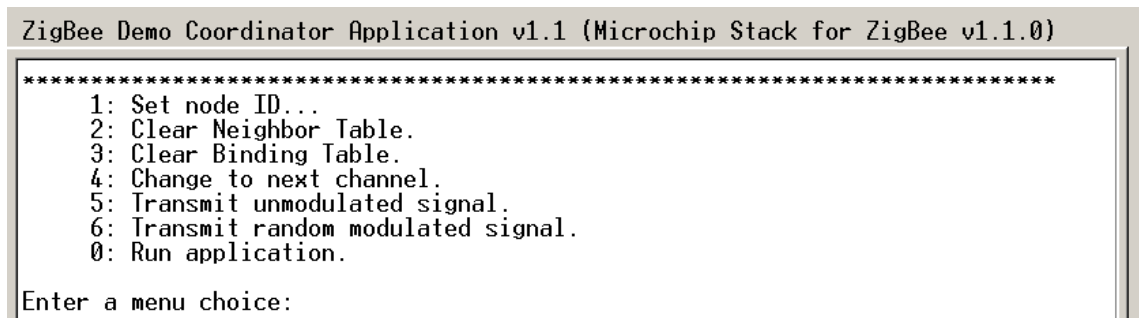 ZigBee Demo Coordinator Application v1.1 (Microchip Stack for ZigBee v1.1.0)
*****************************************************************************
1: Set node ID...
2: Clear Neighbor Table.
3: Clear Binding Table.
4: Change to next channel.
5: Transmit unmodulated signal.
6: Transmit random modulated signal.
0: Run application.
Enter a menu choice: